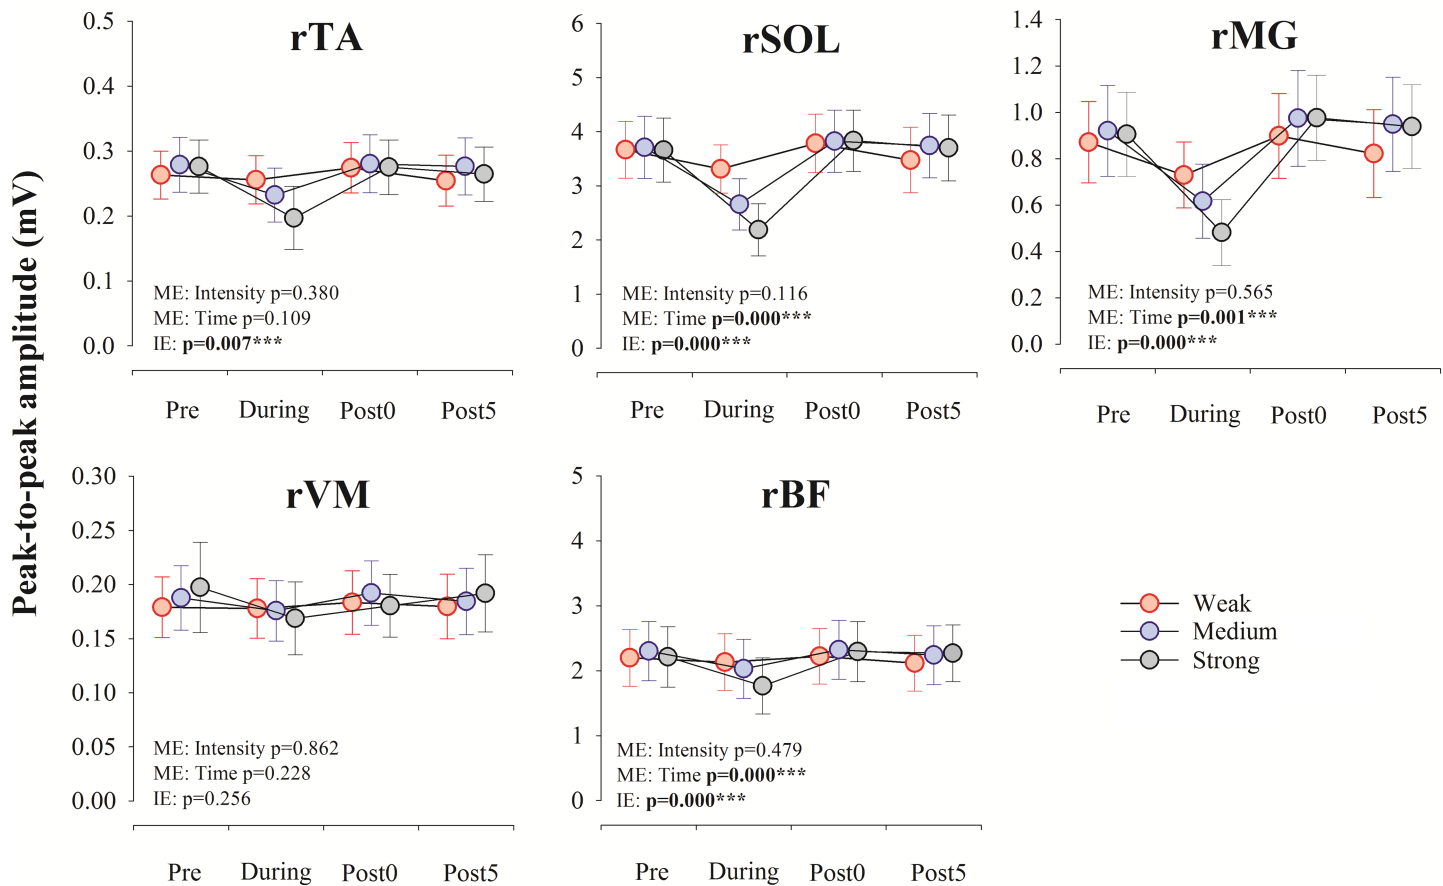 Peak-to-peak amplitude (mV)
rTA
0.5
0.4
0.3
0.2
0.1
0.0
ME: Intensity p=0.380
ME: Time p=0.109
IE: p=0.007***
Pre During Post0 Post5
rSOL
6
5
4
3
2
1
0
ME: Intensity p=0.116
ME: Time p=0.000***
IE: p=0.000***
Pre During Post0 Post5
rMG
1.4
1.2
1.0
0.8
0.6
0.4
0.2
0.0
ME: Intensity p=0.565
ME: Time p=0.001***
IE: p=0.000***
Pre During Post0 Post5
rVM
0.30
0.25
0.20
0.15
0.10
0.05
0.00
ME: Intensity p=0.862
ME: Time p=0.228
IE: p=0.256
Pre During Post0 Post5
rBF
5
4
3
2
1
0
ME: Intensity p=0.479
ME: Time p=0.000***
IE: p=0.000***
Pre During Post0 Post5
Weak
Medium
Strong